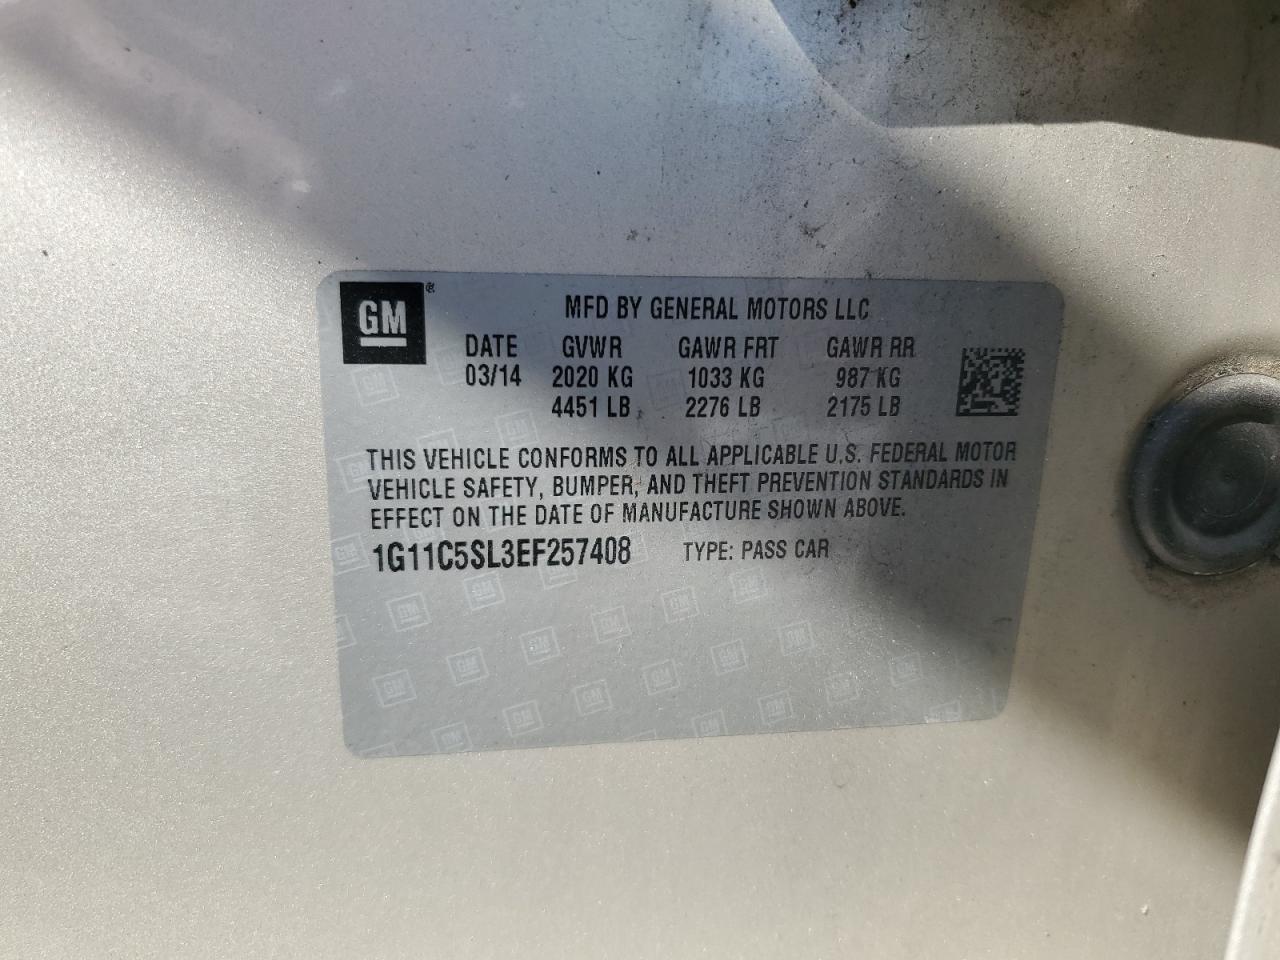 GM®
MFD BY GENERAL MOTORS LLC
DATE GVWR GAWR FRT GAWR RR
03/14 2020 KG 1033 KG 987 KG
4451 LB 2276 LB 2175 LB
THIS VEHICLE CONFORMS TO ALL APPLICABLE U.S. FEDERAL MOTOR
VEHICLE SAFETY, BUMPER, AND THEFT PREVENTION STANDARDS IN
EFFECT ON THE DATE OF MANUFACTURE SHOWN ABOVE.
1G11C5SL3EF257408 TYPE: PASS CAR